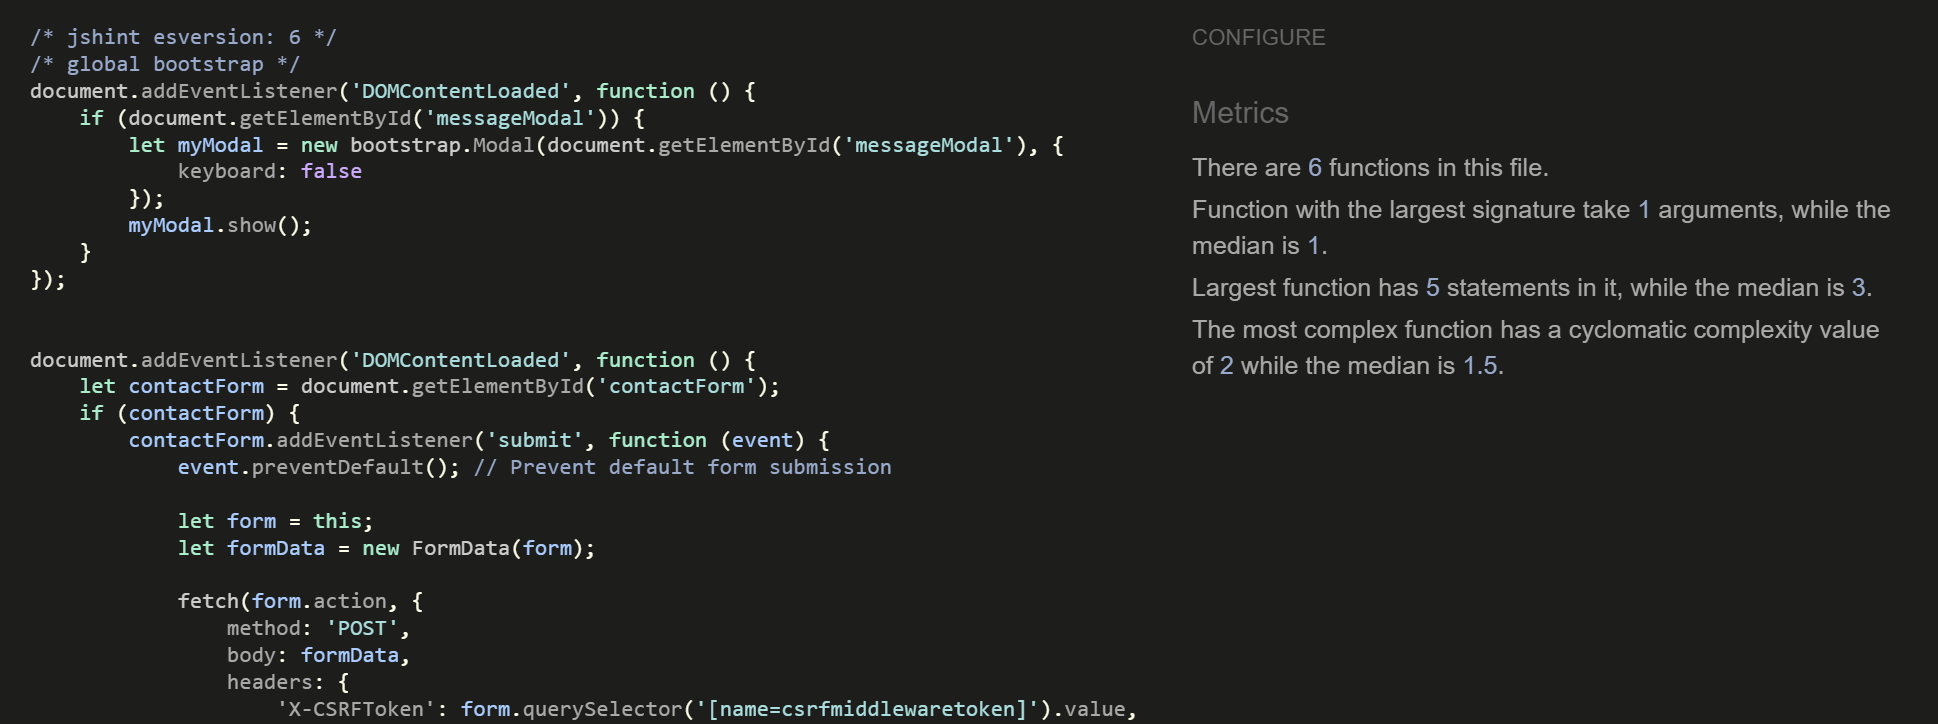 /* jshint esversion: 6 */
/* global bootstrap */
document.addEventListener('DOMContentLoaded', function () {
    if (document.getElementById('messageModal')) {
        let myModal = new bootstrap.Modal(document.getElementById('messageModal'), {
            keyboard: false
        });
        myModal.show();
    }
});


document.addEventListener('DOMContentLoaded', function () {
    let contactForm = document.getElementById('contactForm');
    if (contactForm) {
        contactForm.addEventListener('submit', function (event) {
            event.preventDefault(); // Prevent default form submission

            let form = this;
            let formData = new FormData(form);

            fetch(form.action, {
                method: 'POST',
                body: formData,
                headers: {
                    'X-CSRFToken': form.querySelector('[name=csrfmiddlewaretoken]').value,
CONFIGURE
Metrics
There are 6 functions in this file.
Function with the largest signature take 1 arguments, while the
median is 1.
Largest function has 5 statements in it, while the median is 3.
The most complex function has a cyclomatic complexity value
of 2 while the median is 1.5.